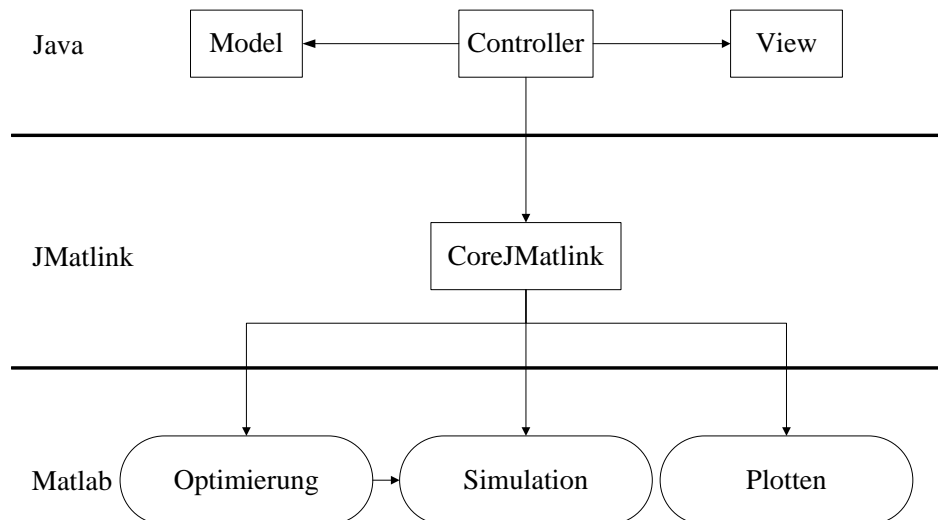 Java
Model
Controller
View
JMatlink
CoreJMatlink
Matlab
Optimierung
Simulation
Plotten